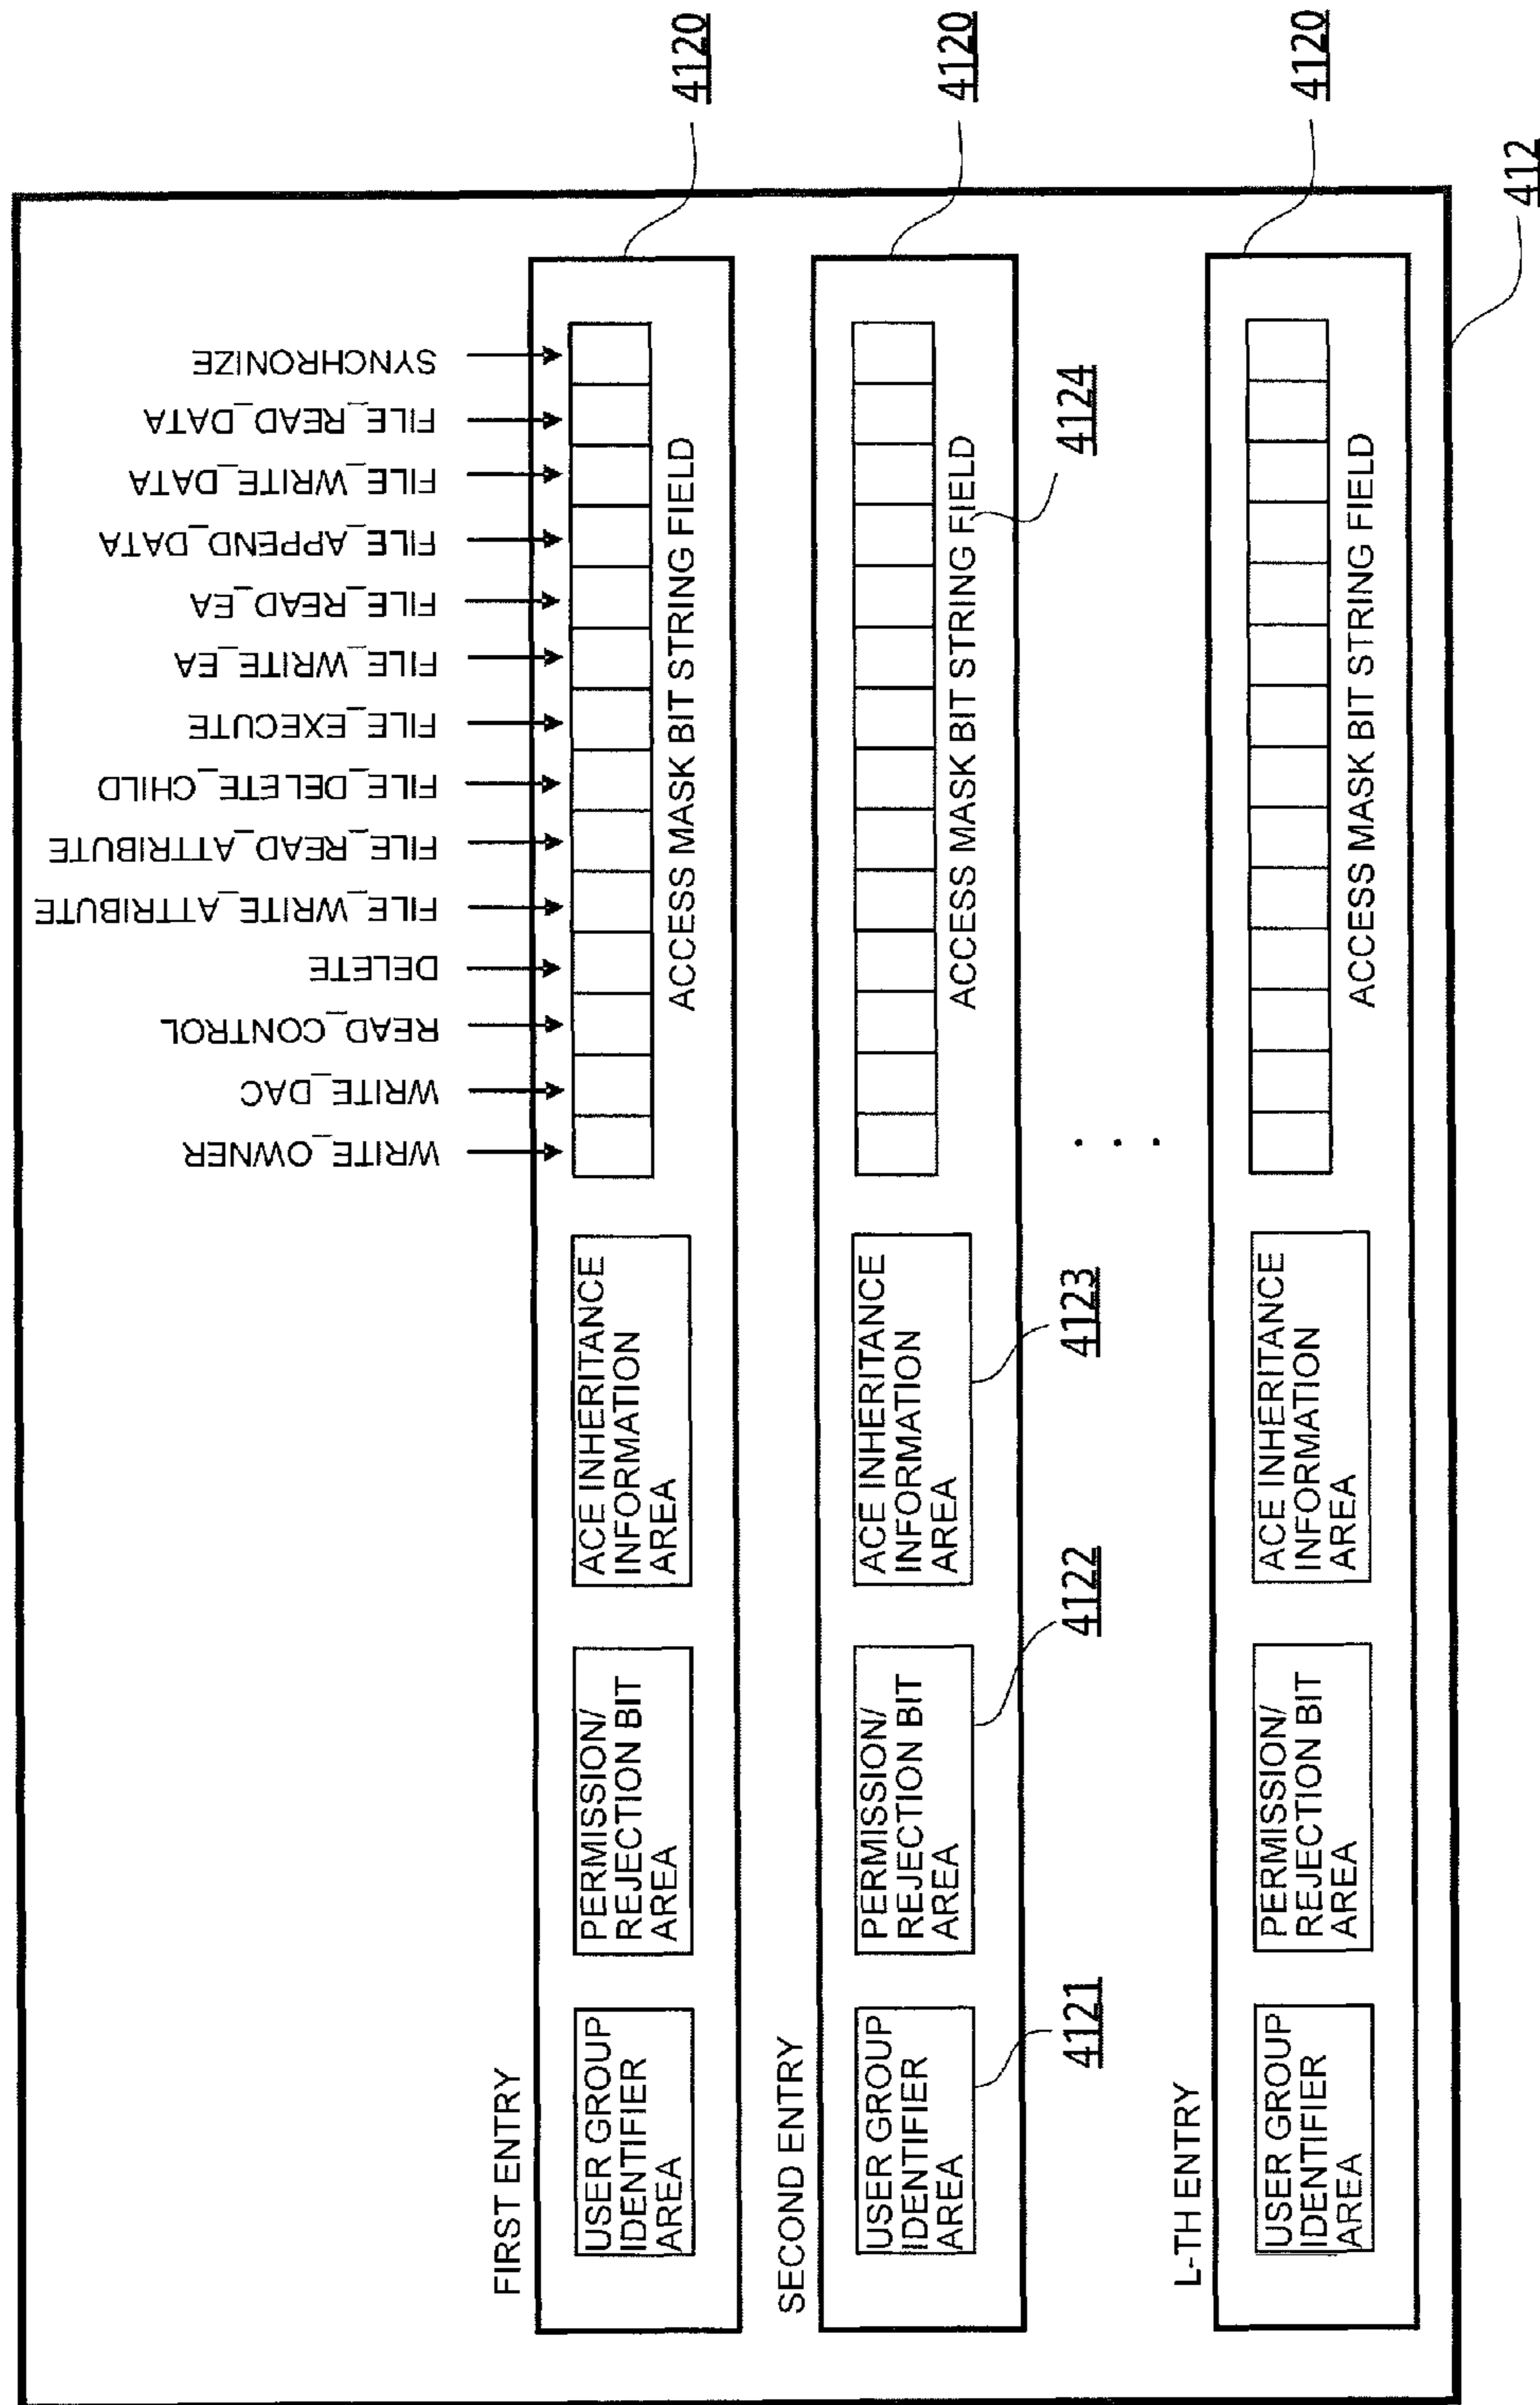 WRITE_OWNER
WRITE_DAC
READ_CONTROL
DELETE
FILE_WRITE_ATTRIBUTE
FILE_READ_ATTRIBUTE
FILE_DELETE_CHILD
FILE_EXECUTE
FILE_WRITE_EA
FILE_READ_EA
FILE_APPEND_DATA
FILE_WRITE_DATA
FILE_READ_DATA
SYNCHRONIZE
FIRST ENTRY
4120
USER GROUP
IDENTIFIER
AREA
PERMISSION/
REJECTION BIT
AREA
ACE INHERITANCE
INFORMATION
AREA
ACCESS MASK BIT STRING FIELD
SECOND ENTRY
4120
USER GROUP
IDENTIFIER
AREA
PERMISSION/
REJECTION BIT
AREA
ACE INHERITANCE
INFORMATION
AREA
ACCESS MASK BIT STRING FIELD
4121
4122
4123
4124
. . .
L-TH ENTRY
4120
USER GROUP
IDENTIFIER
AREA
PERMISSION/
REJECTION BIT
AREA
ACE INHERITANCE
INFORMATION
AREA
ACCESS MASK BIT STRING FIELD
412